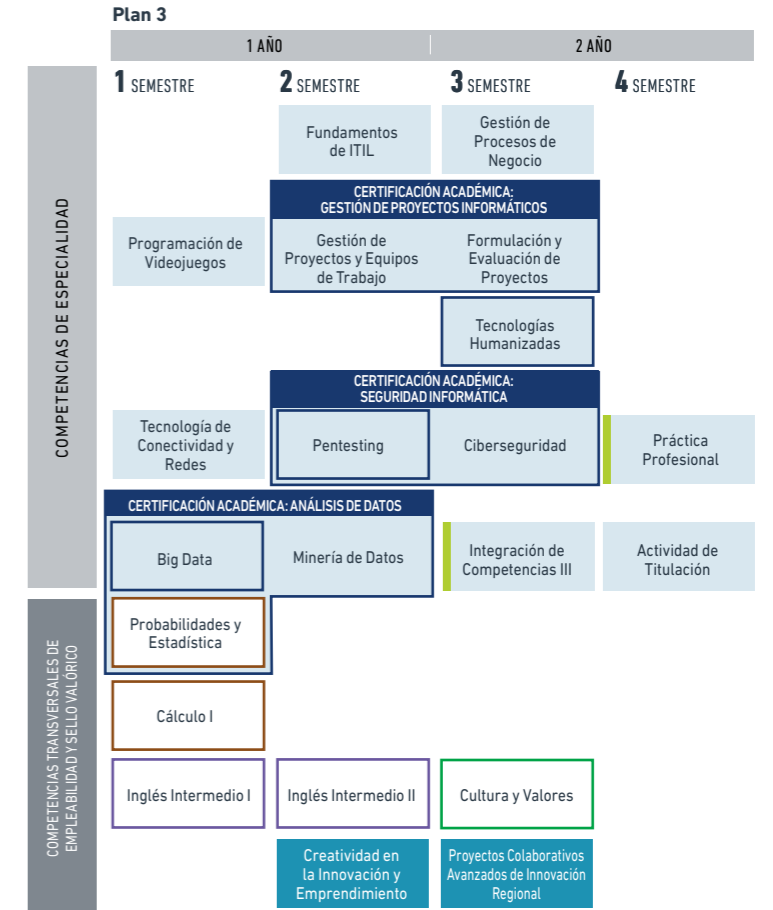 Plan 3
1 AÑO
2 AÑO
1 SEMESTRE
2 SEMESTRE
3 SEMESTRE
4 SEMESTRE
COMPETENCIAS DE ESPECIALIDAD
Fundamentos
de ITIL
Gestión de
Procesos de
Negocio
CERTIFICACIÓN ACADÉMICA:
GESTIÓN DE PROYECTOS INFORMÁTICOS
Programación de
Videojuegos
Gestión de
Proyectos y Equipos
de Trabajo
Formulación y
Evaluación de
Proyectos
Tecnologías
Humanizadas
CERTIFICACIÓN ACADÉMICA:
SEGURIDAD INFORMÁTICA
Tecnología de
Conectividad y
Redes
Pentesting
Ciberseguridad
Práctica
Profesional
CERTIFICACIÓN ACADÉMICA: ANÁLISIS DE DATOS
Big Data
Minería de Datos
Integración de
Competencias III
Actividad de
Titulación
COMPETENCIAS TRANSVERSALES DE
EMPLEABILIDAD Y SELLO VALÓRICO
Probabilidades y
Estadística
Cálculo I
Inglés Intermedio I
Inglés Intermedio II
Cultura y Valores
Creatividad en
la Innovación y
Emprendimiento
Proyectos Colaborativos
Avanzados de Innovación
Regional